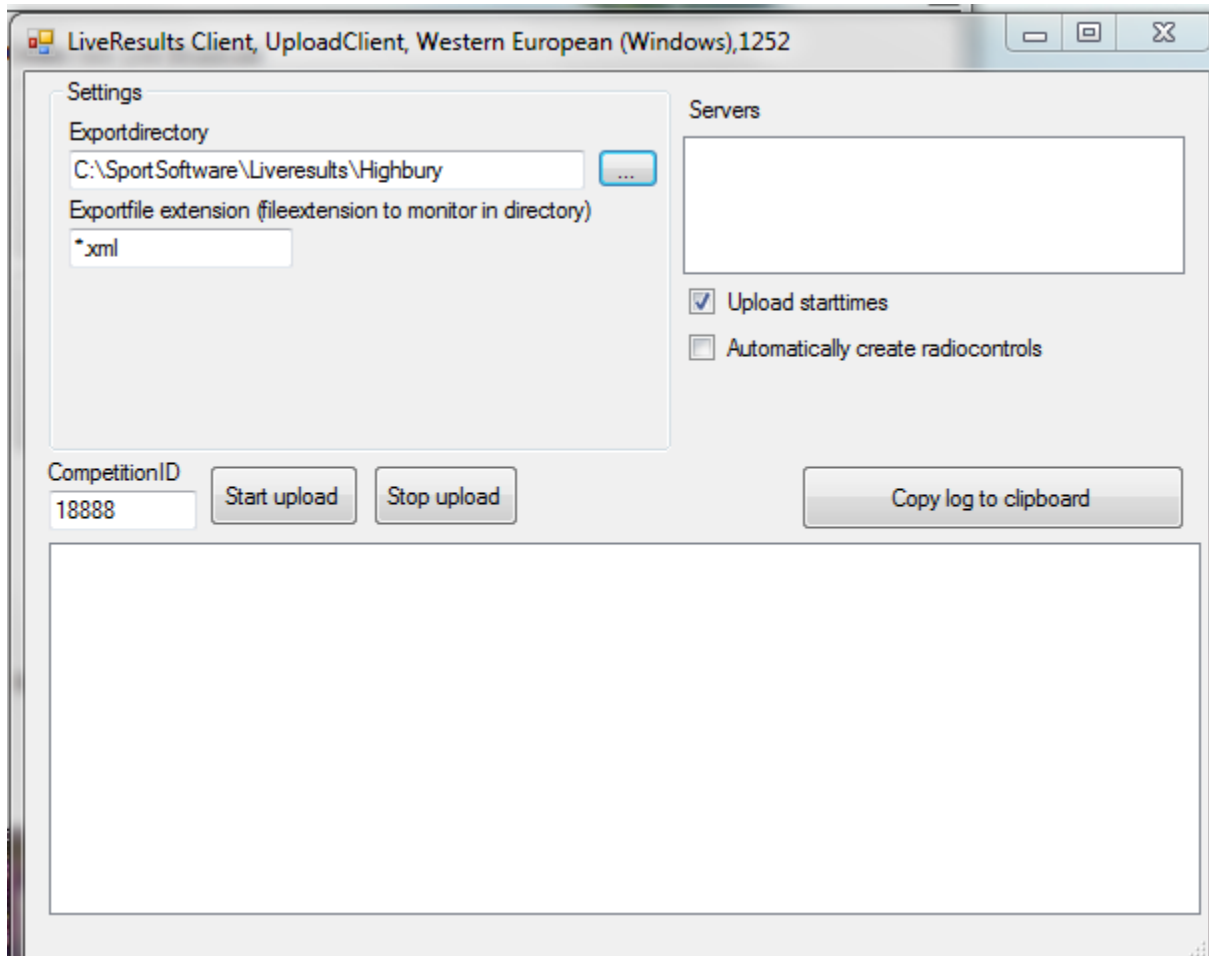 LiveResults Client, UploadClient, Western European (Windows),1252
Settings
Exportdirectory
C:\SportSoftware\Liveresults\Highbury
...
Exportfile extension (fileextension to monitor in directory)
*.xml
Servers
Upload starttimes
Automatically create radiocontrols
CompetitionID
18888
Start upload
Stop upload
Copy log to clipboard